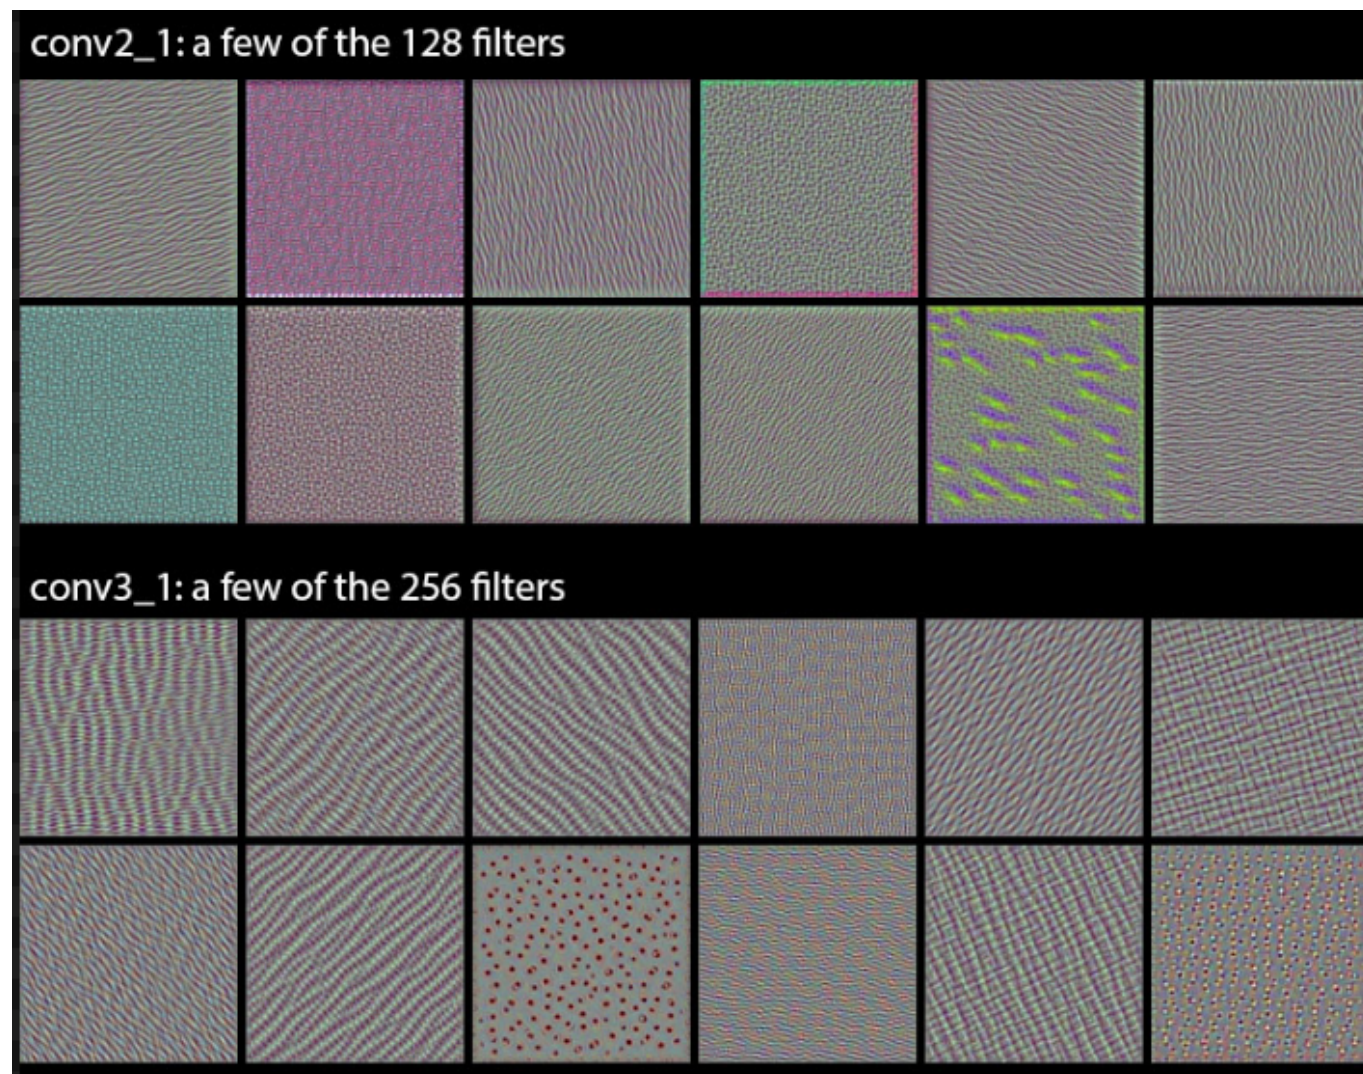 conv2_1: a few of the 128 filters
conv3_1: a few of the 256 filters